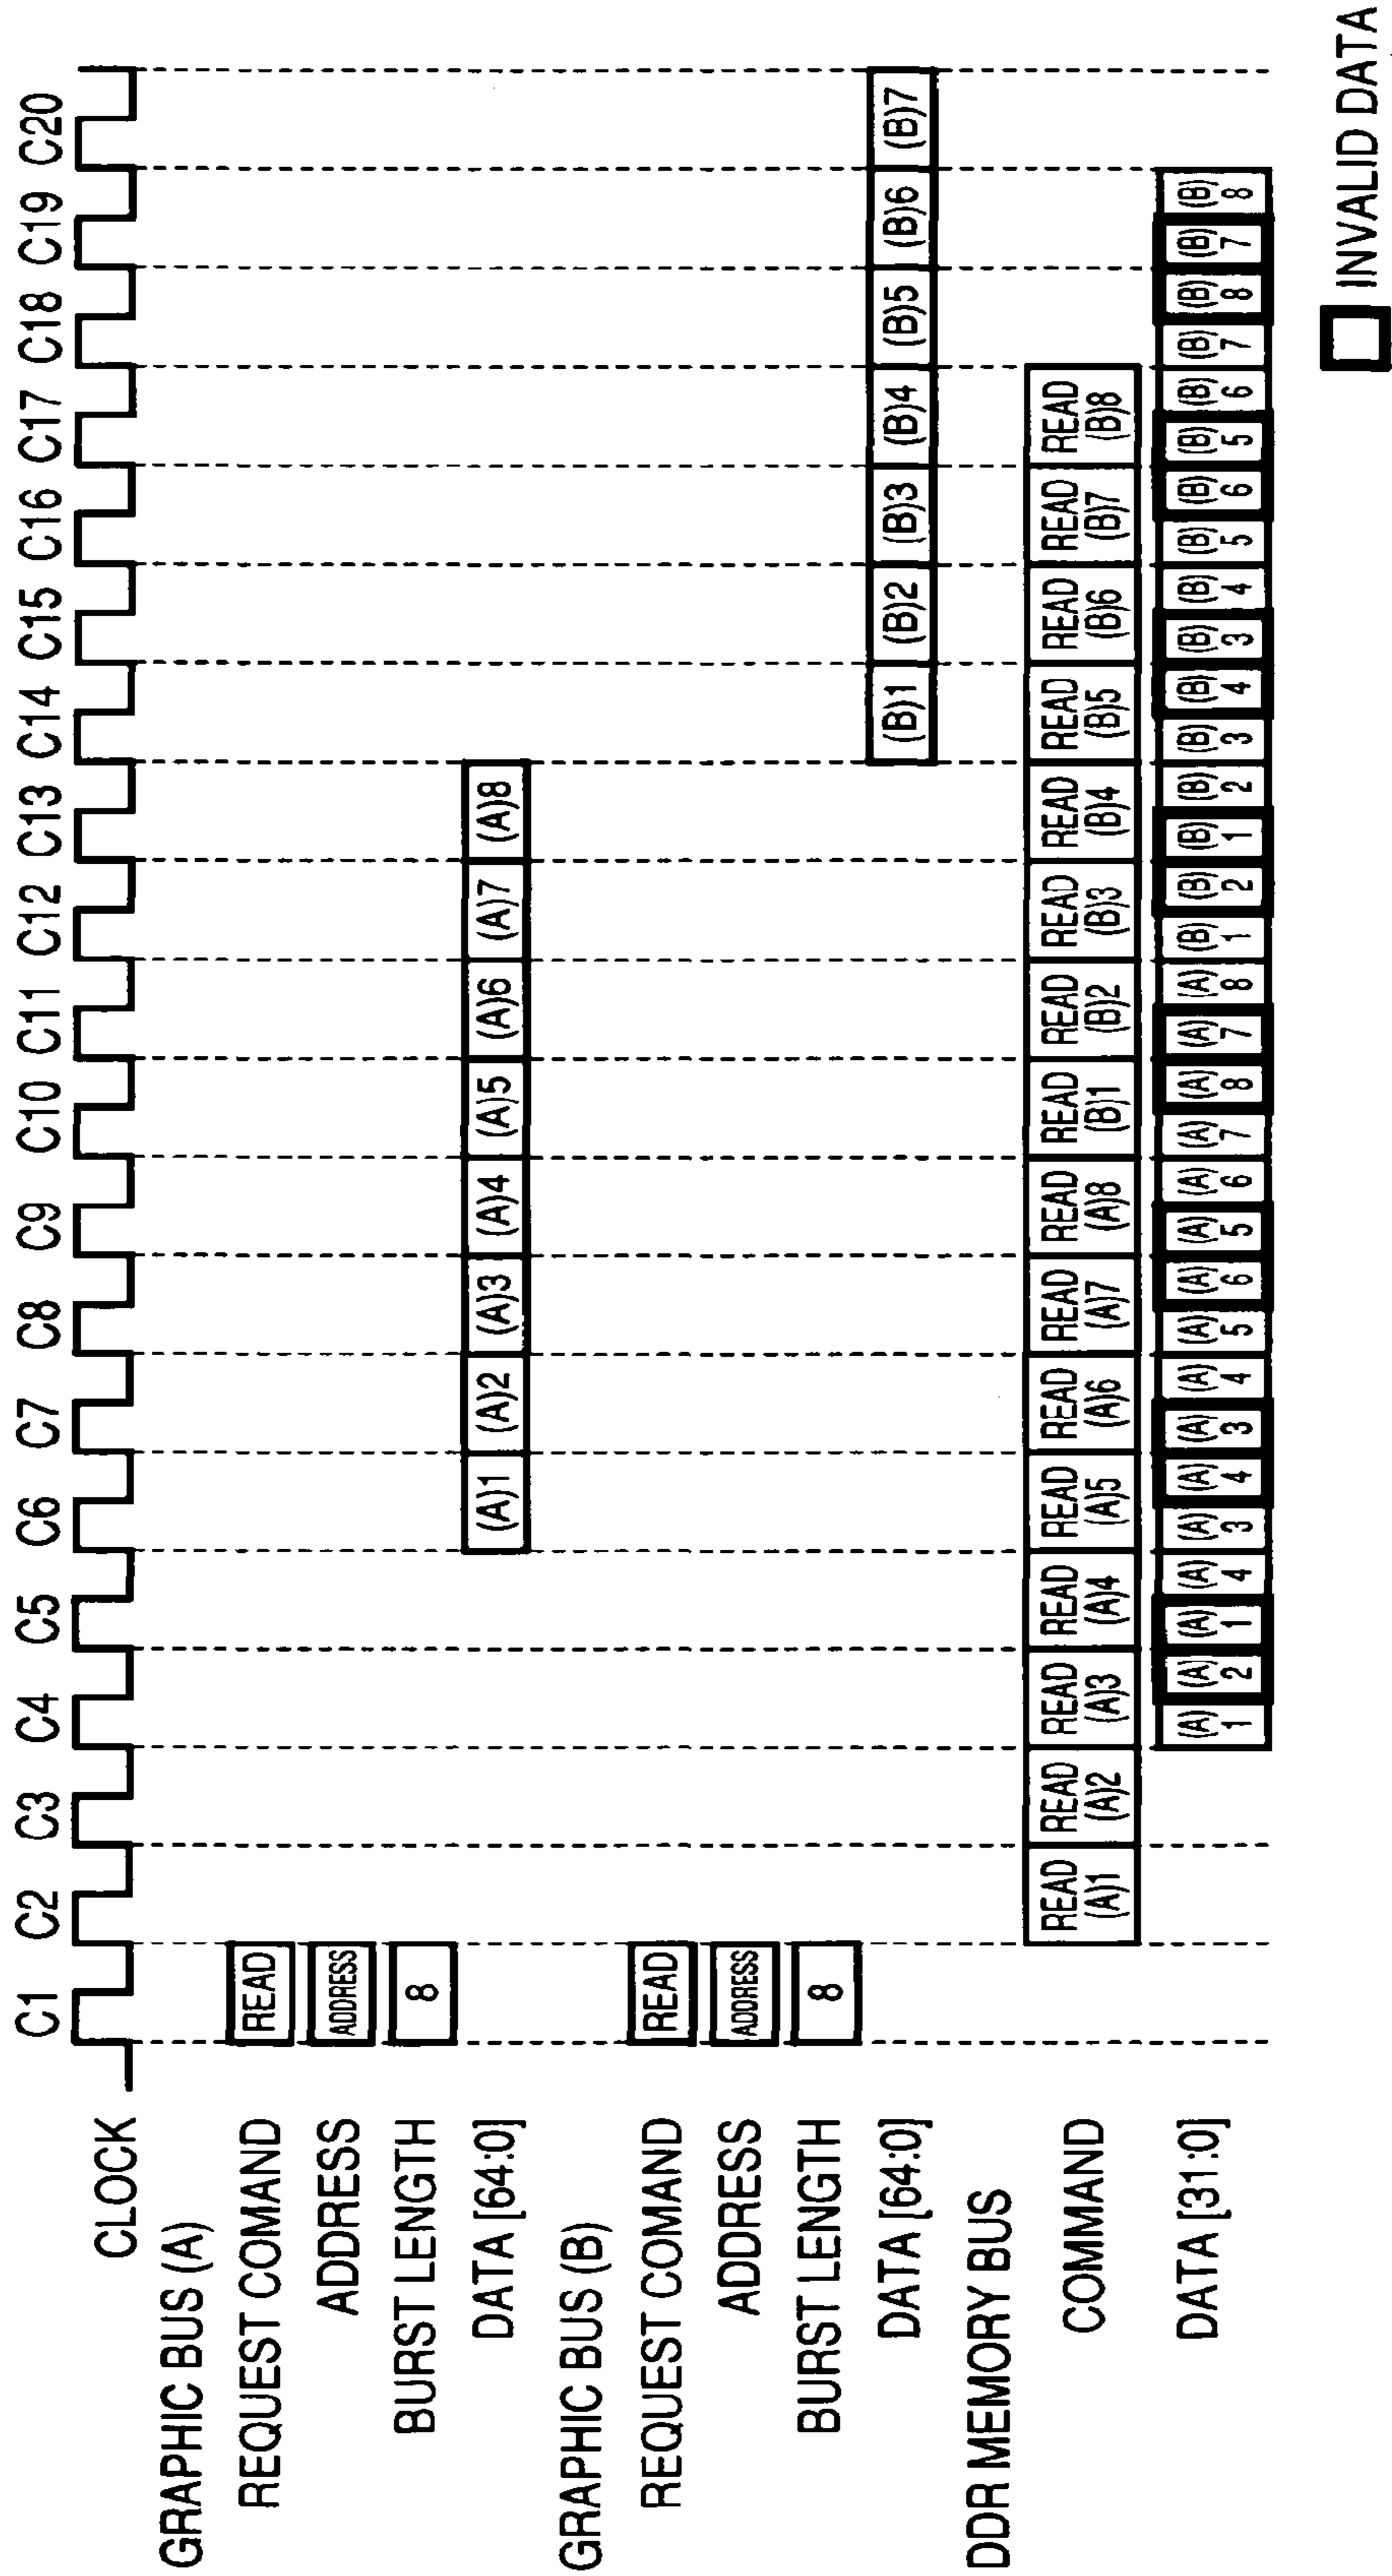 CLOCK C1 C2 C3 C4 C5 C6 C7 C8 C9 C10 C11 C12 C13 C14 C15 C16 C17 C18 C19 C20
GRAPHIC BUS (A)
REQUEST COMAND READ
ADDRESS ADDRESS
BURST LENGTH 8
DATA [64:0] (A)1 (A)2 (A)3 (A)4 (A)5 (A)6 (A)7 (A)8
GRAPHIC BUS (B)
REQUEST COMAND READ
ADDRESS ADDRESS
BURST LENGTH 8
DATA [64:0] (B)1 (B)2 (B)3 (B)4 (B)5 (B)6 (B)7
DDR MEMORY BUS
COMMAND READ (A)1 READ (A)2 READ (A)3 READ (A)4 READ (A)5 READ (A)6 READ (A)7 READ (A)8 READ (B)1 READ (B)2 READ (B)3 READ (B)4 READ (B)5 READ (B)6 READ (B)7 READ (B)8
DATA [31:0] (A) 1 (A) 2 (A) 1 (A) 4 (A) 3 (A) 4 (A) 3 (A) 4 (A) 5 (A) 6 (A) 5 (A) 6 (A) 7 (A) 8 (A) 7 (A) 8 (B) 1 (B) 2 (B) 1 (B) 2 (B) 3 (B) 4 (B) 3 (B) 4 (B) 5 (B) 6 (B) 5 (B) 6 (B) 7 (B) 8 (B) 7 (B) 8
INVALID DATA